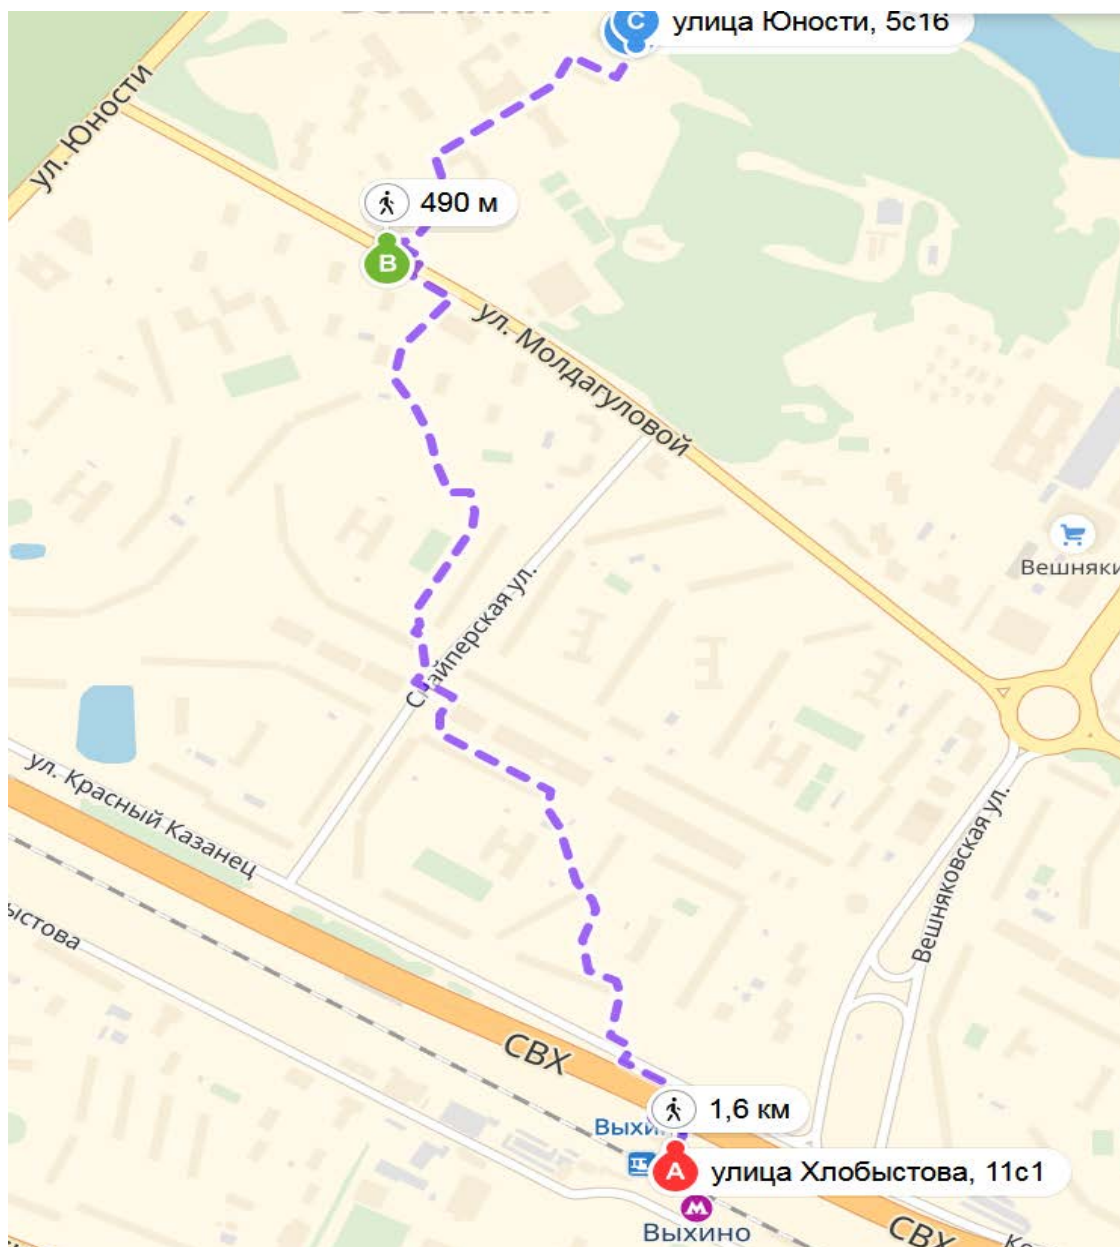 C
улица Юности, 5с16
ул. Юности
490 м
B
ул. Молдагуловой
Вешняки
Снайперская ул.
ул. Красный Казанец
Вешняковская ул.
СВХ
1,6 км
A
улица Хлобыстова, 11с1
М
Выхино
СВХ